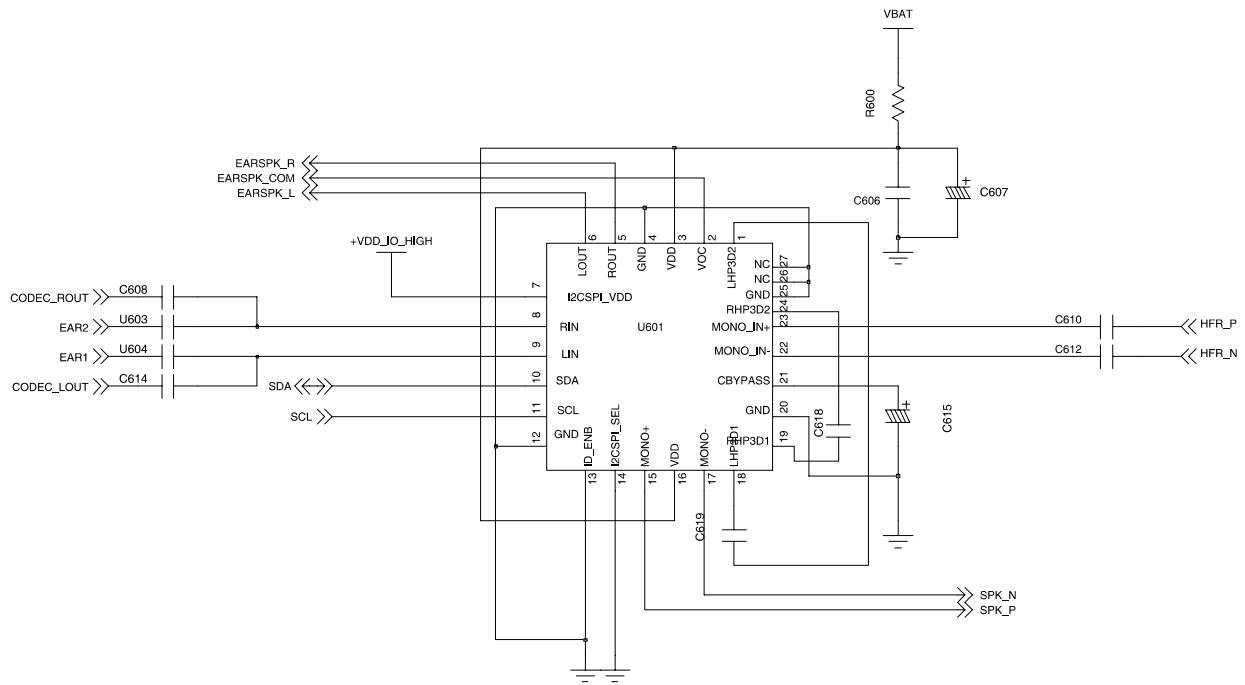 VBAT
R600
C606
C607
EARSPK_R
EARSPK_COM
EARSPK_L
+VDD_IO_HIGH
6
5
4
3
2
1
LOUT
ROUT
GND
VDD
VOC
LHP3D2
7
I2CSPI_VDD
NC
27
NC
26
GND
25
RHP3D2
24
CODEC_ROUT
C608
EAR2
U603
8
RIN
U601
MONO_IN+
23
C610
HFR_P
EAR1
U604
9
LIN
MONO_IN-
22
C612
HFR_N
CODEC_LOUT
C614
SDA
10
SDA
CBYPASS
21
SCL
11
SCL
GND
20
C618
C615
12
GND
RHP3D1
19
ID_ENB
I2CSPI_SEL
MONO+
VDD
MONO-
LHP3D1
13
14
15
16
17
18
C619
SPK_N
SPK_P